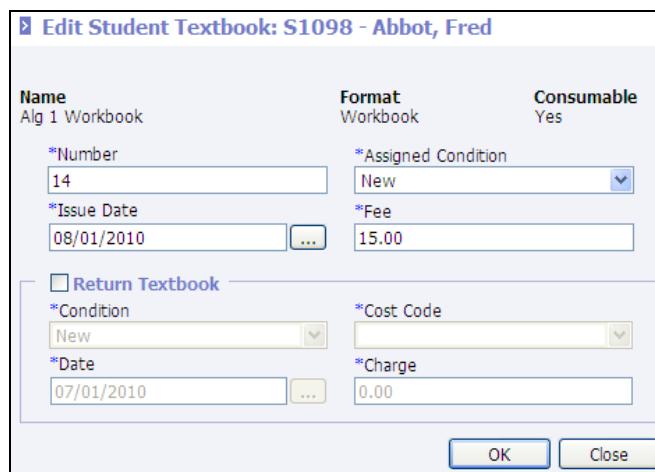 Edit Student Textbook: S1098 - Abbot, Fred
Name Format Consumable
Alg 1 Workbook Workbook Yes
*Number *Assigned Condition
14 New
*Issue Date *Fee
08/01/2010 ... 15.00
Return Textbook
*Condition *Cost Code
New
*Date *Charge
07/01/2010 ... 0.00
OK Close